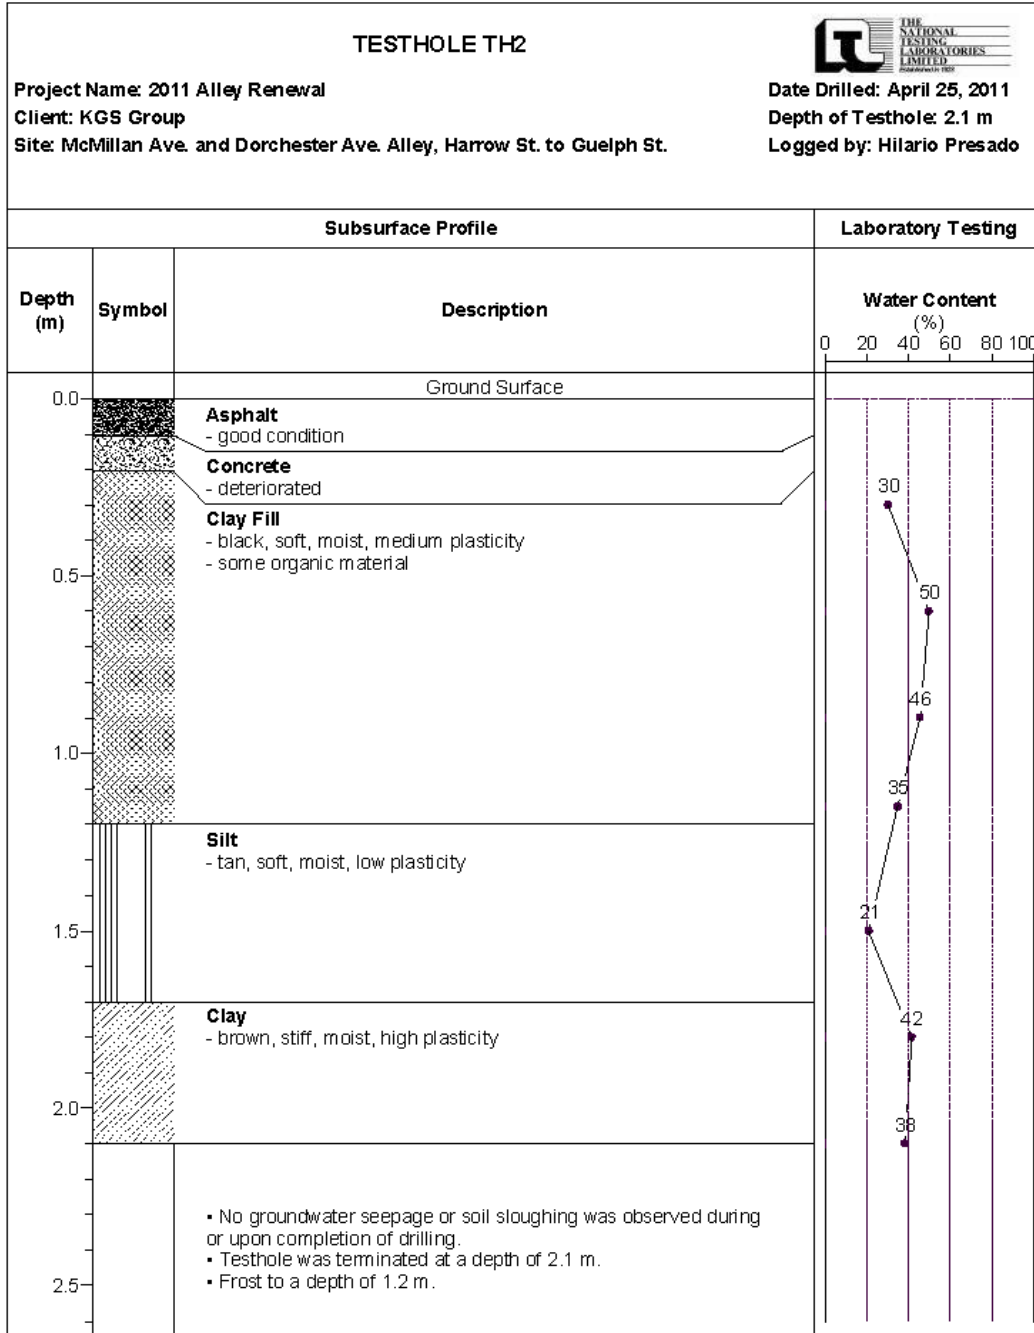 TESTHOLE TH2
THE
NATIONAL
TESTING
LABORATORIES
LIMITED
Established in 1923
Project Name: 2011 Alley Renewal
Client: KGS Group
Site: McMillan Ave. and Dorchester Ave. Alley, Harrow St. to Guelph St.
Date Drilled: April 25, 2011
Depth of Testhole: 2.1 m
Logged by: Hilario Presado
Subsurface Profile
Laboratory Testing
Depth
(m)
Symbol
Description
Water Content
(%)
0 20 40 60 80 100
Ground Surface
0.0
Asphalt
- good condition
Concrete
- deteriorated
Clay Fill
- black, soft, moist, medium plasticity
- some organic material
30
0.5
50
46
1.0
35
Silt
- tan, soft, moist, low plasticity
21
1.5
Clay
- brown, stiff, moist, high plasticity
42
2.0
38
▪ No groundwater seepage or soil sloughing was observed during
or upon completion of drilling.
▪ Testhole was terminated at a depth of 2.1 m.
▪ Frost to a depth of 1.2 m.
2.5